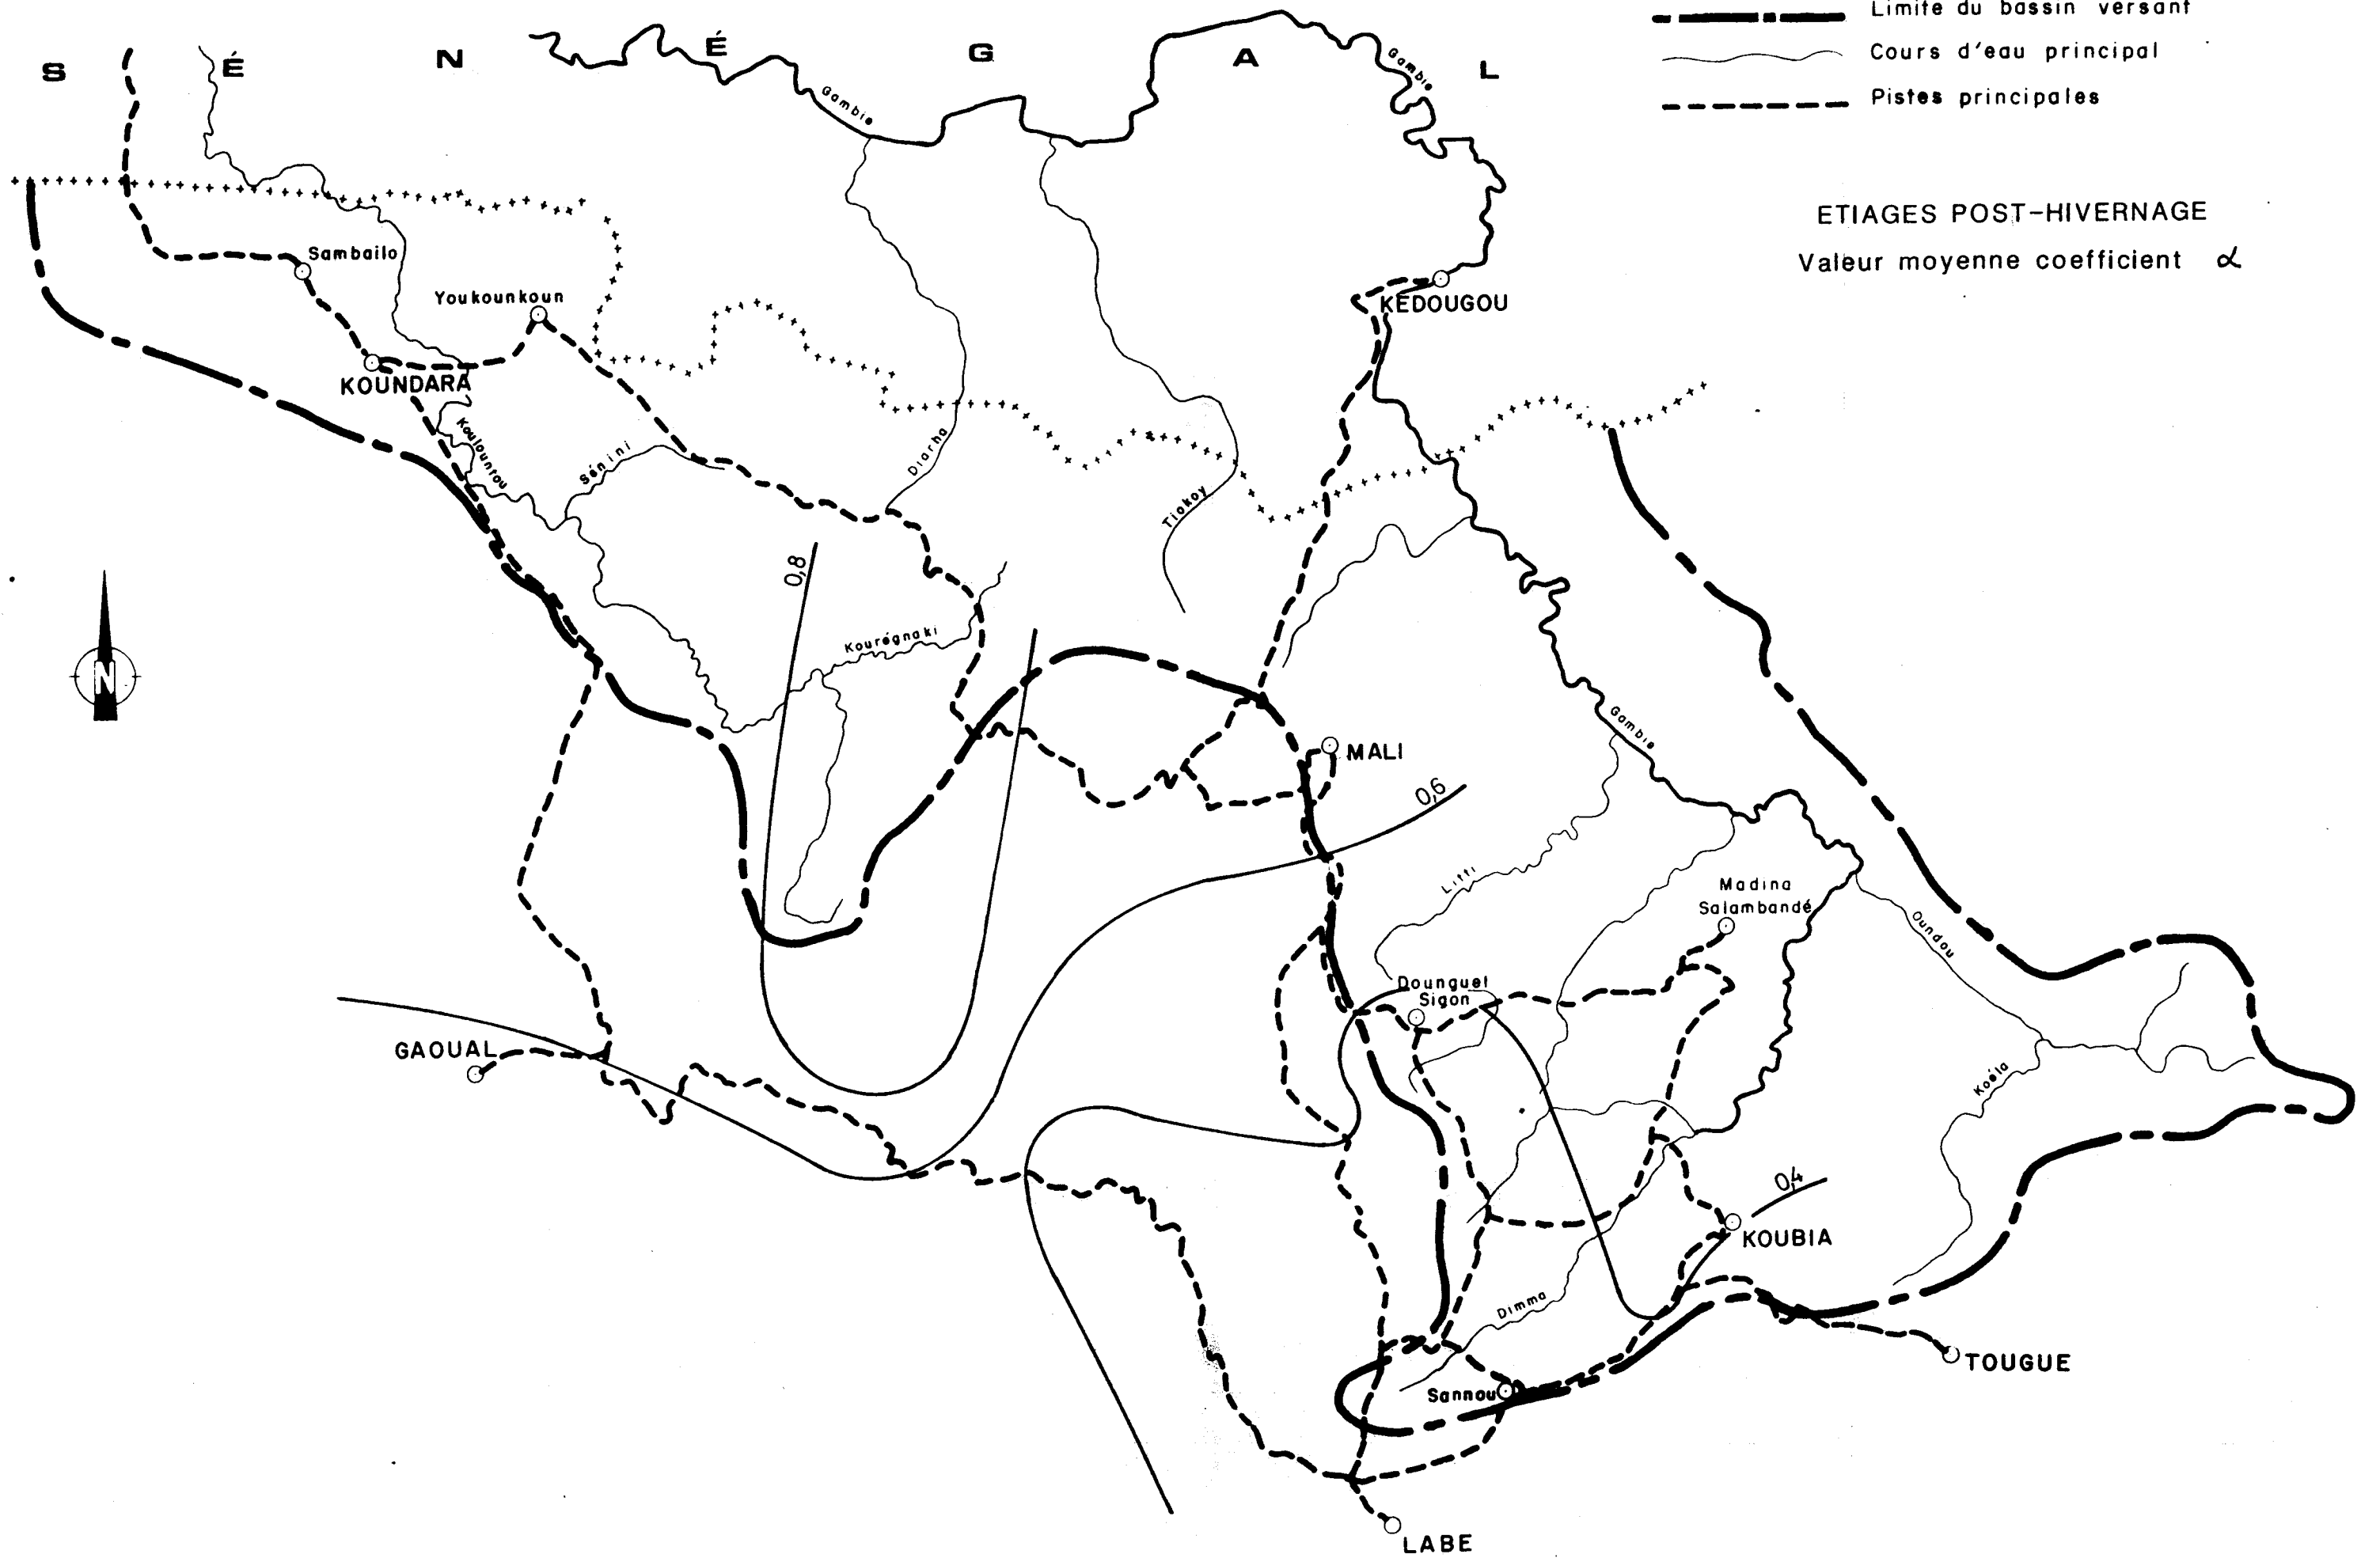 Limite du bassin versant
Cours d'eau principal
Pistes principales
S É N É G A L
Gambie
Gambie
ETIAGES POST-HIVERNAGE
Valeur moyenne coefficient α
Sambailo
Youkounkoun
KEDOUGOU
KOUNDARA
Koulountou
Sénini
Diarha
Tiokoy
0,8
Kourégnaki
N
Gambie
MALI
0,6
Litti
Madina
Salambandé
Oundou
Dounguel
Sigon
GAOUAL
Koéla
0,4
KOUBIA
Dimma
TOUGUE
Sannou
LABE